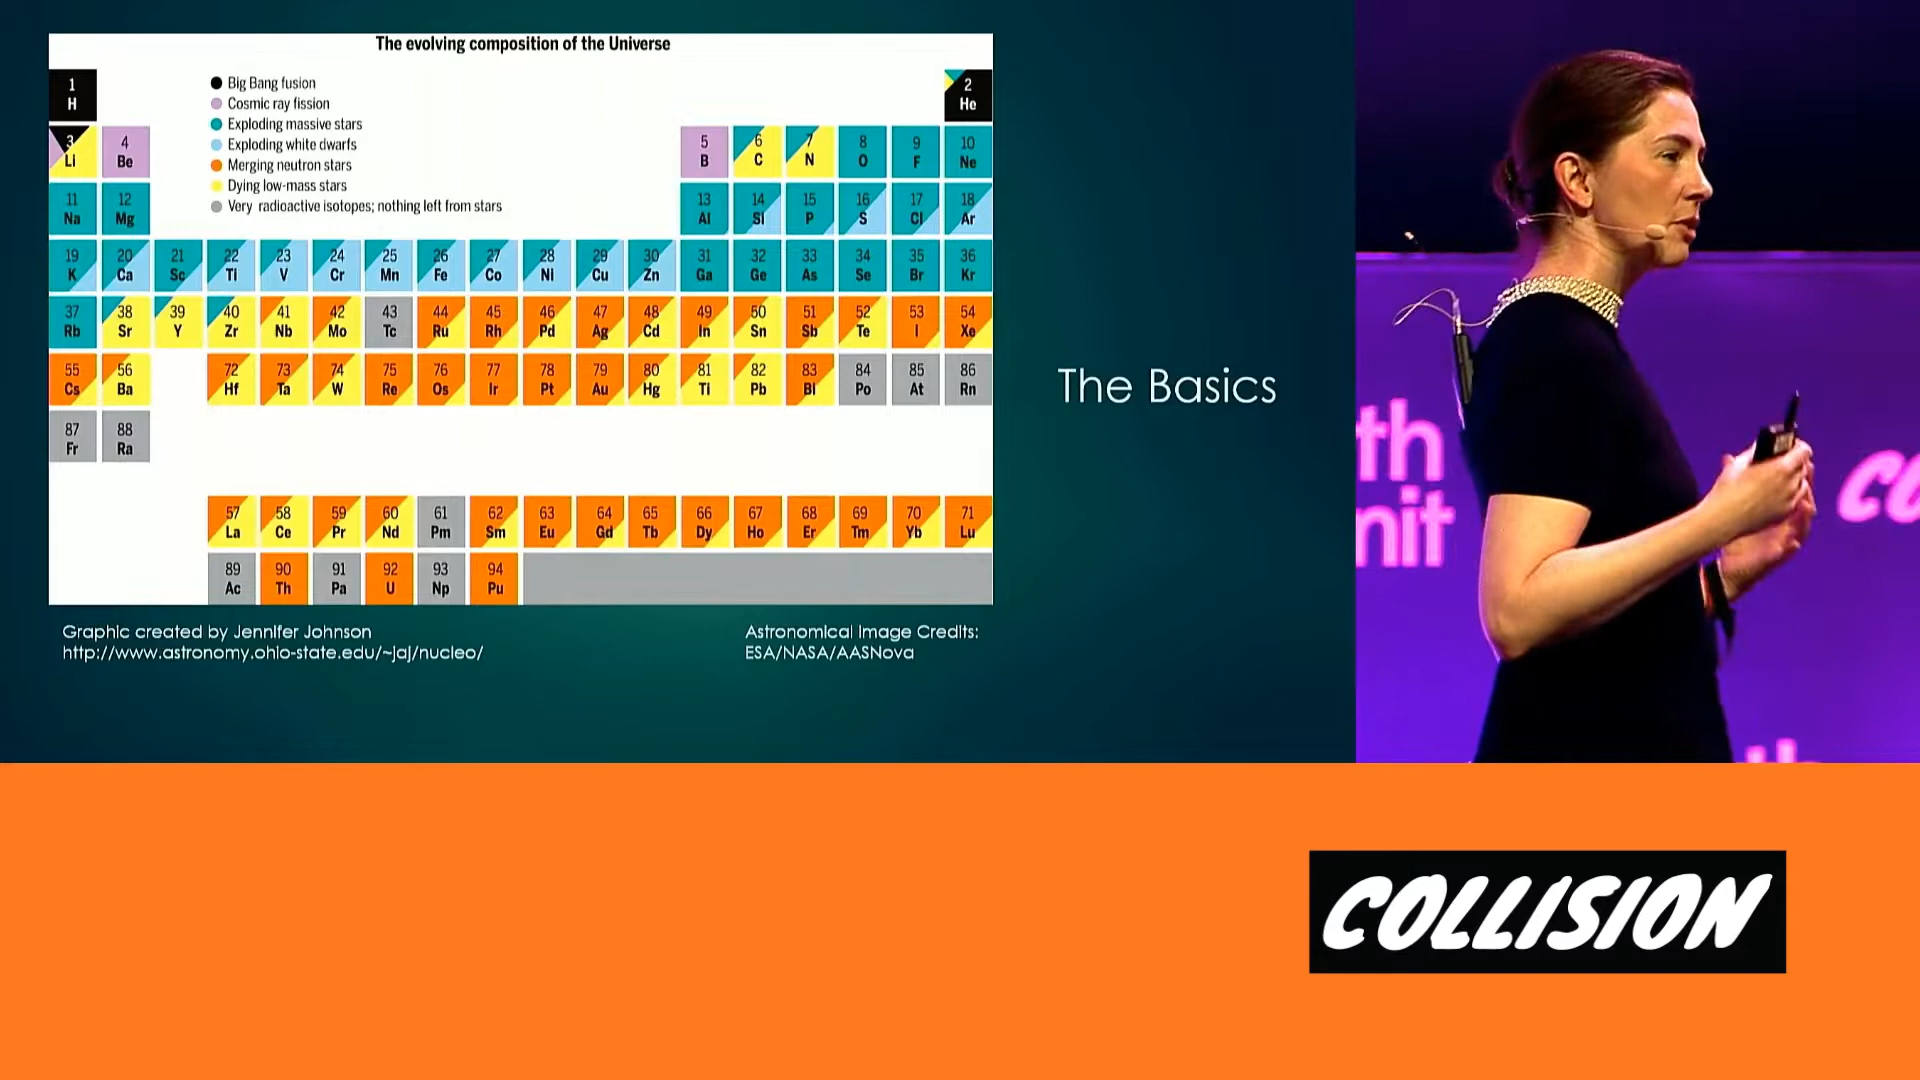 The evolving composition of the Universe
1
H
Big Bang fusion
Cosmic ray fission
Exploding massive stars
Exploding white dwarfs
Merging neutron stars
Dying low-mass stars
Very radioactive isotopes; nothing left from stars
2
He
3 4 5 6 7 8 9 10
Li Be B C N O F Ne
11 12 13 14 15 16 17 18
Na Mg Al Si P S Cl Ar
19 20 21 22 23 24 25 26 27 28 29 30 31 32 33 34 35 36
K Ca Sc Ti V Cr Mn Fe Co Ni Cu Zn Ga Ge As Se Br Kr
37 38 39 40 41 42 43 44 45 46 47 48 49 50 51 52 53 54
Rb Sr Y Zr Nb Mo Tc Ru Rh Pd Ag Cd In Sn Sb Te I Xe
55 56 72 73 74 75 76 77 78 79 80 81 82 83 84 85 86
Cs Ba Hf Ta W Re Os Ir Pt Au Hg Tl Pb Bi Po At Rn
87 88
Fr Ra
57 58 59 60 61 62 63 64 65 66 67 68 69 70 71
La Ce Pr Nd Pm Sm Eu Gd Tb Dy Ho Er Tm Yb Lu
89 90 91 92 93 94
Ac Th Pa U Np Pu
Graphic created by Jennifer Johnson
http://www.astronomy.ohio-state.edu/~jaj/nucleo/
Astronomical Image Credits:
ESA/NASA/AASNova
The Basics
th
mit
co
th
COLLISION